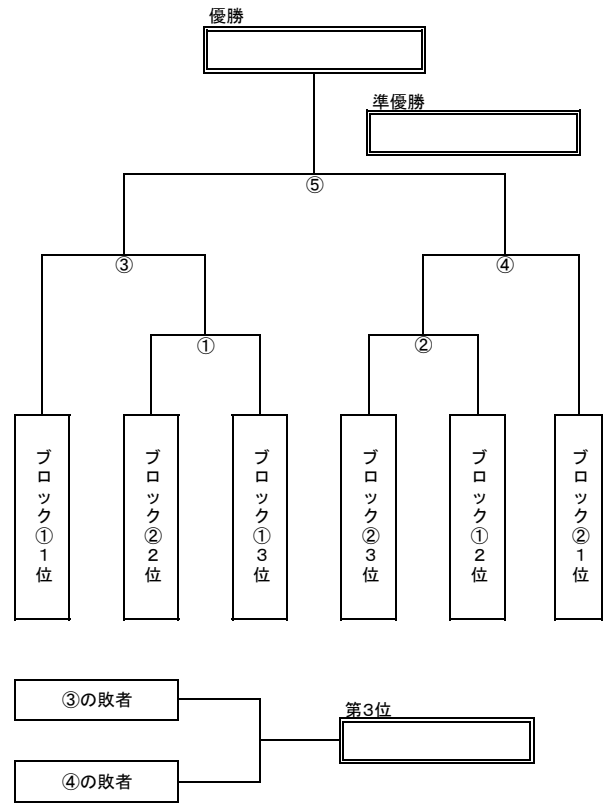 優勝
準優勝
⑤
③
④
①
②
ブロック①1位
ブロック②2位
ブロック①3位
ブロック②3位
ブロック①2位
ブロック②1位
③の敗者
第3位
④の敗者